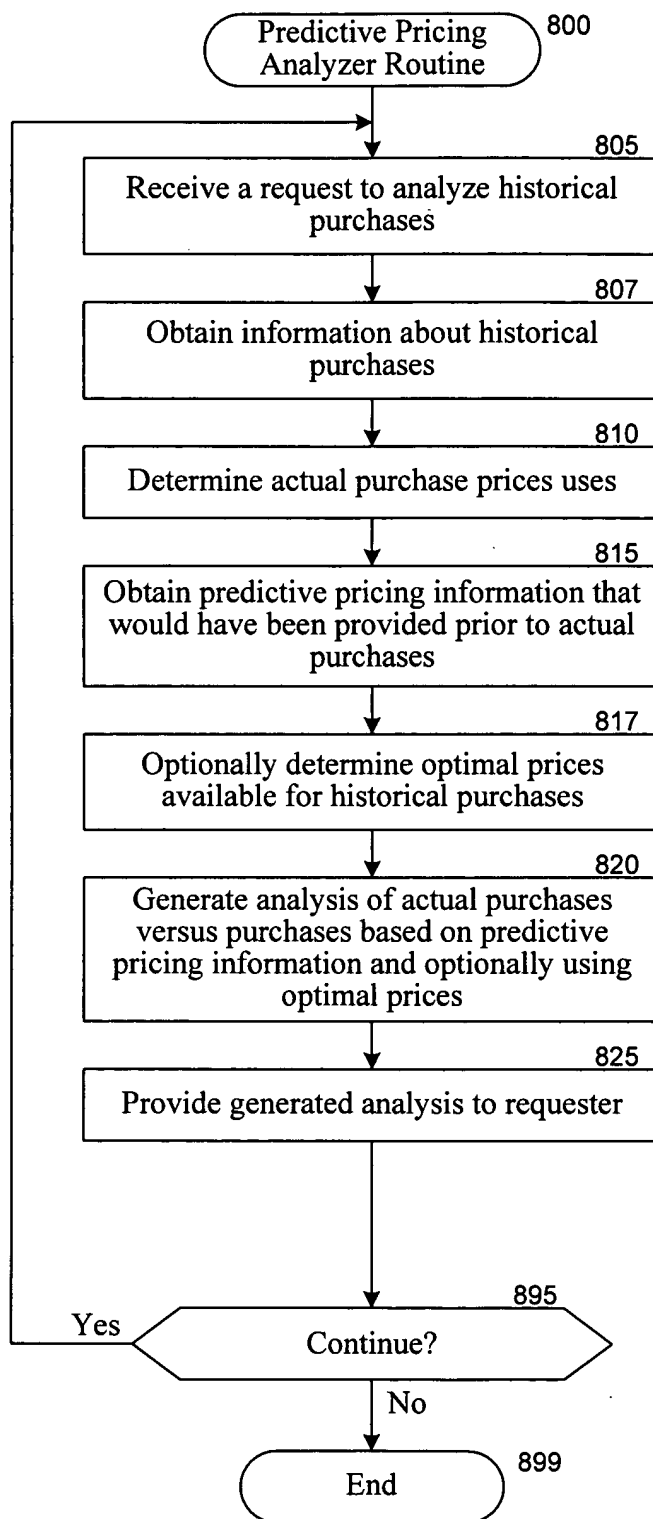 Predictive Pricing
Analyzer Routine
800
805
Receive a request to analyze historical
purchases
807
Obtain information about historical
purchases
810
Determine actual purchase prices uses
815
Obtain predictive pricing information that
would have been provided prior to actual
purchases
817
Optionally determine optimal prices
available for historical purchases
820
Generate analysis of actual purchases
versus purchases based on predictive
pricing information and optionally using
optimal prices
825
Provide generated analysis to requester
895
Yes
Continue?
No
899
End